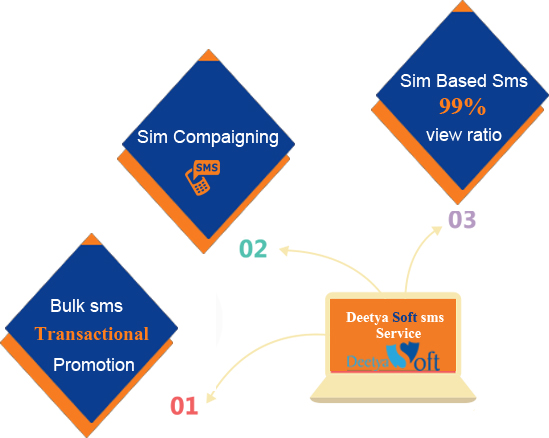 Sim Based Sms
99%
view ratio
03
Sim Compaigning
SMS
02
Bulk sms
Transactional
Promotion
01
Deetya Soft sms
Service
Deetya Soft